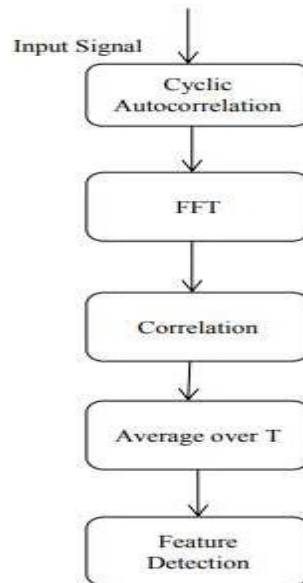 Input Signal
Cyclic
Autocorrelation
FFT
Correlation
Average over T
Feature
Detection